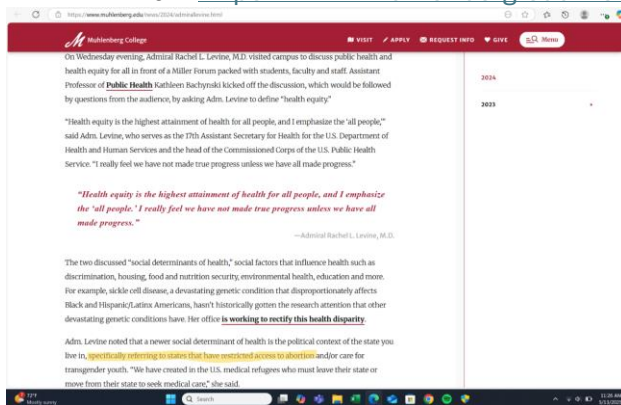 https://www.muhlenberg.edu/news/2024/admirallevine.html
Muhlenberg College
VISIT
APPLY
REQUEST INFO
GIVE
Menu
On Wednesday evening, Admiral Rachel L. Levine, M.D. visited campus to discuss public health and
health equity for all in front of a Miller Forum packed with students, faculty and staff. Assistant
Professor of Public Health Kathleen Bachynski kicked off the discussion, which would be followed
by questions from the audience, by asking Adm. Levine to define “health equity.”
“Health equity is the highest attainment of health for all people, and I emphasize the ‘all people,’”
said Adm. Levine, who serves as the 17th Assistant Secretary for Health for the U.S. Department of
Health and Human Services and the head of the Commissioned Corps of the U.S. Public Health
Service. “I really feel we have not made true progress unless we have all made progress.”
“Health equity is the highest attainment of health for all people, and I emphasize
the ‘all people.’ I really feel we have not made true progress unless we have all
made progress.”
—Admiral Rachel L. Levine, M.D.
The two discussed “social determinants of health,” social factors that influence health such as
discrimination, housing, food and nutrition security, environmental health, education and more.
For example, sickle cell disease, a devastating genetic condition that disproportionately affects
Black and Hispanic/Latinx Americans, hasn’t historically gotten the research attention that other
devastating genetic conditions have. Her office is working to rectify this health disparity.
Adm. Levine noted that a newer social determinant of health is the political context of the state you
live in, specifically referring to states that have restricted access to abortion and/or care for
transgender youth. “We have created in the U.S. medical refugees who must leave their state or
move from their state to seek medical care,” she said.
2024
2023
72°F
Mostly sunny
Search
11:26 AM